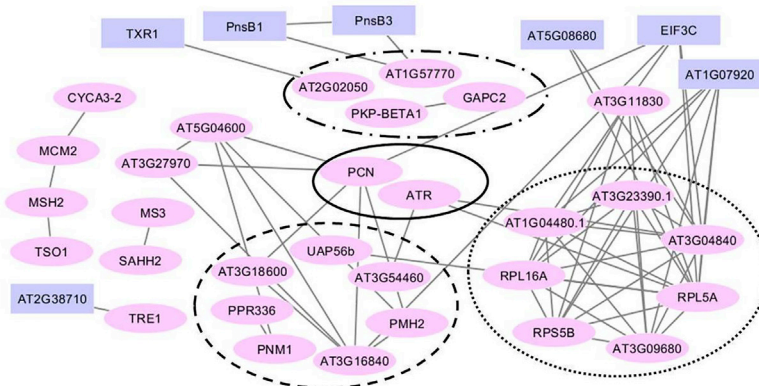 TXR1
PnsB1
PnsB3
AT5G08680
EIF3C
AT1G07920
AT1G57770
AT2G02050
GAPC2
PKP-BETA1
CYCA3-2
AT3G11830
AT5G04600
MCM2
AT3G27970
PCN
ATR
AT3G23390.1
MSH2
MS3
AT1G04480.1
AT3G04840
TSO1
SAHH2
UAP56b
AT3G18600
AT3G54460
RPL16A
RPL5A
AT2G38710
TRE1
PPR336
PMH2
RPS5B
PNM1
AT3G16840
AT3G09680